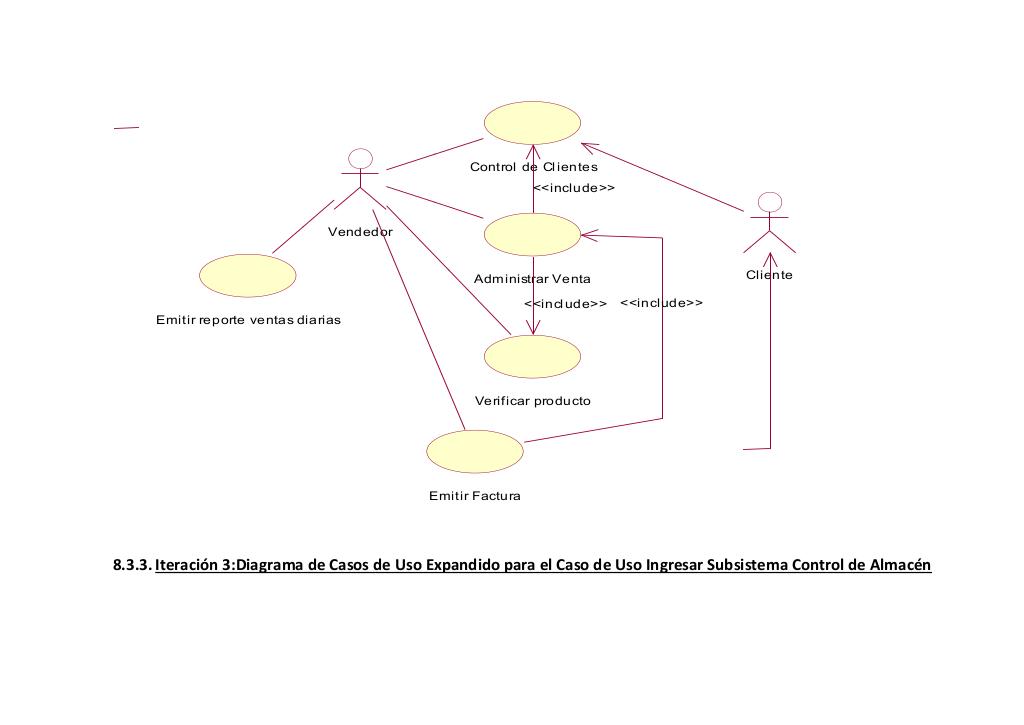 Control de Clientes
<<include>>
Vendedor
Cliente
Administrar Venta
<<include>>
<<include>>
Emitir reporte ventas diarias
Verificar producto
Emitir Factura
8.3.3. Iteración 3:Diagrama de Casos de Uso Expandido para el Caso de Uso Ingresar Subsistema Control de Almacén